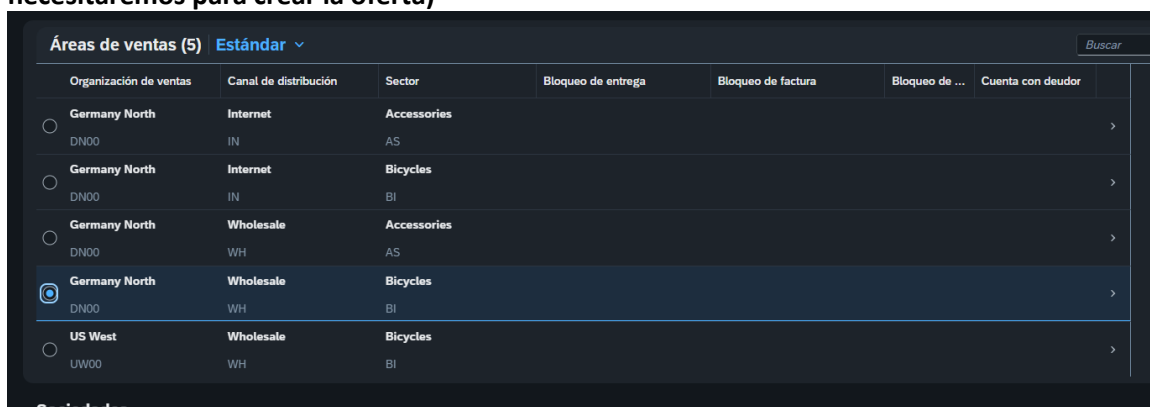 necesitaremos para crear la oferta)
Áreas de ventas (5) Estándar
Buscar
Organización de ventas Canal de distribución Sector Bloqueo de entrega Bloqueo de factura Bloqueo de ... Cuenta con deudor
Germany North Internet Accessories
DN00 IN AS
Germany North Internet Bicycles
DN00 IN BI
Germany North Wholesale Accessories
DN00 WH AS
Germany North Wholesale Bicycles
DN00 WH BI
US West Wholesale Bicycles
UW00 WH BI
Sociedades